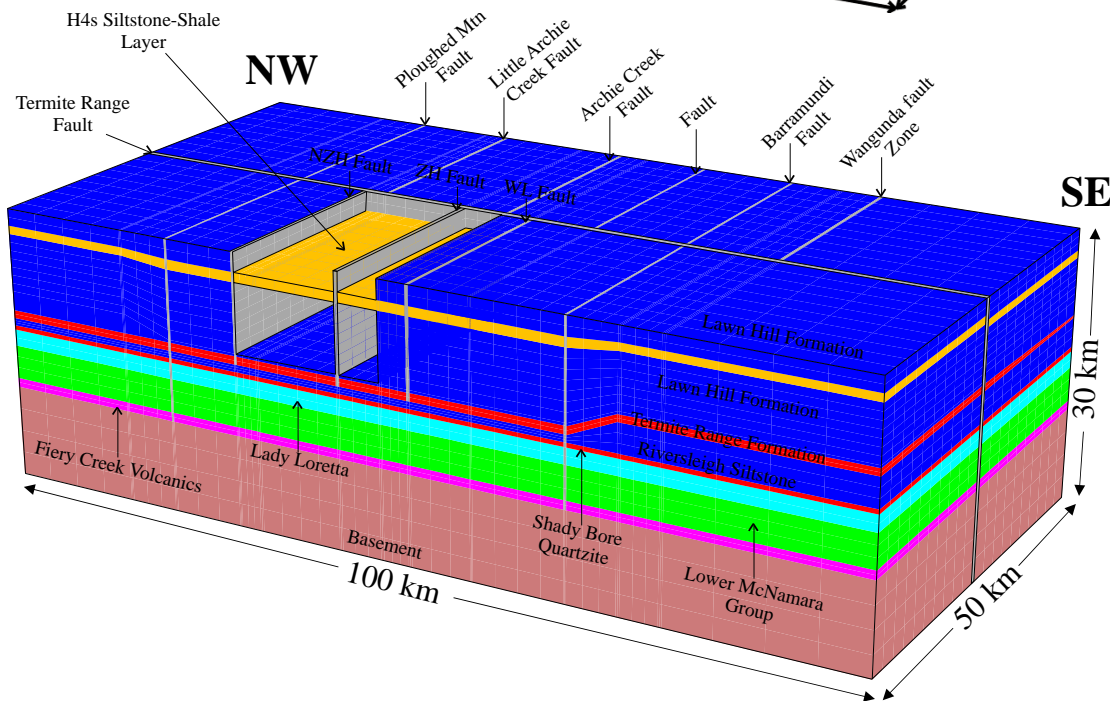 H4s Siltstone-Shale
Layer
NW
Termite Range
Fault
Ploughed Mtn
Fault
Little Archie
Creek Fault
Archie Creek
Fault
Fault
Barramundi
Fault
Wangunda fault
Zone
SE
NZH Fault
ZH Fault
WL Fault
Lawn Hill Formation
Lawn Hill Formation
Termite Range Formation
Riversleigh Siltstone
30 km
Fiery Creek Volcanics
Lady Loretta
Shady Bore
Quartzite
Basement
Lower McNamara
Group
100 km
50 km